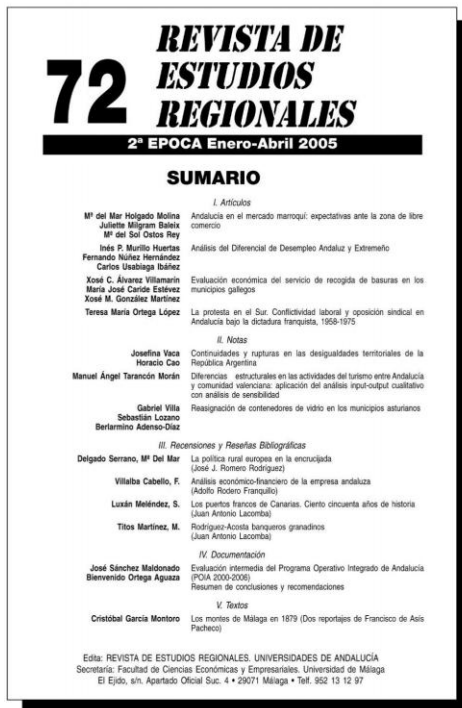 72
REVISTA DE
ESTUDIOS
REGIONALES
2ª EPOCA Enero-Abril 2005
SUMARIO
I. Artículos
Mª del Mar Holgado Molina
Juliette Milgram Baleix
Mª del Sol Ostos Rey
Andalucía en el mercado marroquí: expectativas ante la zona de libre
comercio
Inés P. Murillo Huertas
Fernando Núñez Hernández
Carlos Usabiaga Ibáñez
Análisis del Diferencial de Desempleo Andaluz y Extremeño
Xosé C. Álvarez Villamarín
María José Caride Estévez
Xosé M. González Martínez
Evaluación económica del servicio de recogida de basuras en los
municipios gallegos
Teresa María Ortega López
La protesta en el Sur. Conflictividad laboral y oposición sindical en
Andalucía bajo la dictadura franquista, 1958-1975
II. Notas
Josefina Vaca
Horacio Cao
Continuidades y rupturas en las desigualdades territoriales de la
República Argentina
Manuel Ángel Tarancón Morán
Diferencias estructurales en las actividades del turismo entre Andalucía
y comunidad valenciana: aplicación del análisis input-output cualitativo
con análisis de sensibilidad
Gabriel Villa
Sebastián Lozano
Berlarmino Adenso-Díaz
Reasignación de contenedores de vidrio en los municipios asturianos
III. Recensiones y Reseñas Bibliográficas
Delgado Serrano, Mª Del Mar
La política rural europea en la encrucijada
(José J. Romero Rodríguez)
Villalba Cabello, F.
Análisis económico-financiero de la empresa andaluza
(Adolfo Rodero Franquillo)
Luxán Meléndez, S.
Los puertos francos de Canarias. Ciento cincuenta años de historia
(Juan Antonio Lacomba)
Titos Martínez, M.
Rodríguez-Acosta banqueros granadinos
(Juan Antonio Lacomba)
IV. Documentación
José Sánchez Maldonado
Bienvenido Ortega Aguaza
Evaluación intermedia del Programa Operativo Integrado de Andalucía
(POIA 2000-2006)
Resumen de conclusiones y recomendaciones
V. Textos
Cristóbal García Montoro
Los montes de Málaga en 1879 (Dos reportajes de Francisco de Asís
Pacheco)
Edita: REVISTA DE ESTUDIOS REGIONALES. UNIVERSIDADES DE ANDALUCÍA
Secretaría: Facultad de Ciencias Económicas y Empresariales. Universidad de Málaga
El Ejido, s/n. Apartado Oficial Suc. 4 • 29071 Málaga • Telf. 952 13 12 97